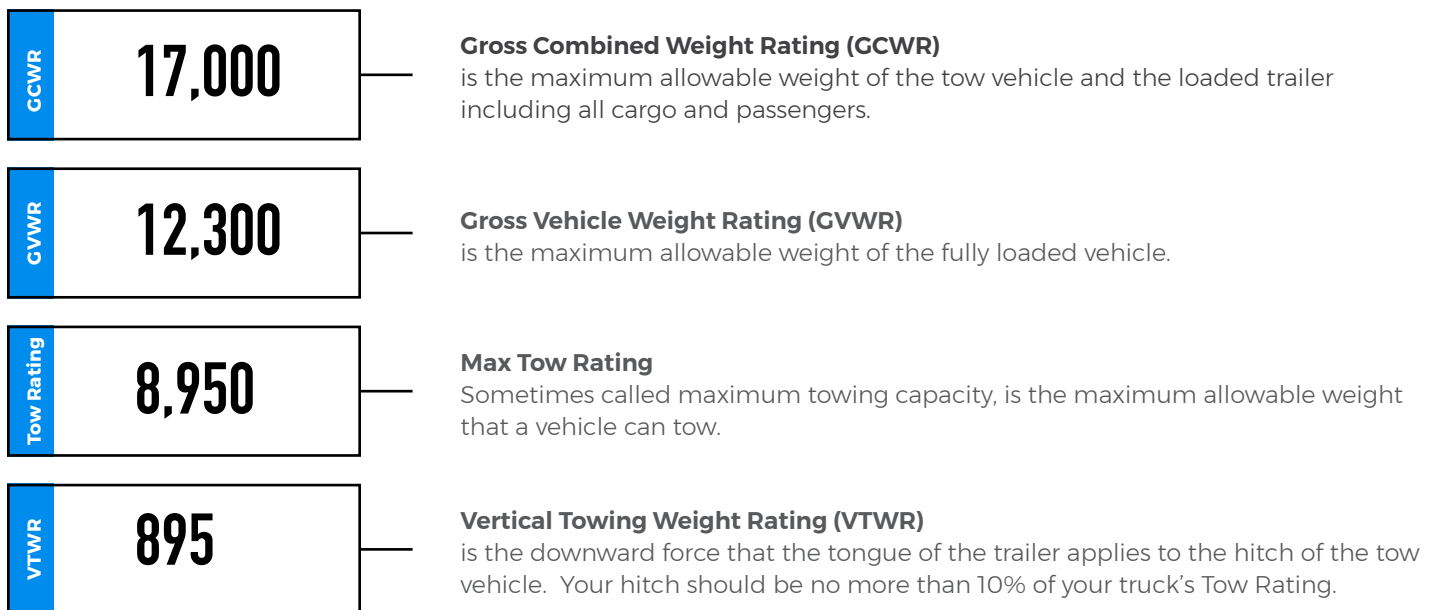 GCWR
17,000
Gross Combined Weight Rating (GCWR)
is the maximum allowable weight of the tow vehicle and the loaded trailer
including all cargo and passengers.
GVWR
12,300
Gross Vehicle Weight Rating (GVWR)
is the maximum allowable weight of the fully loaded vehicle.
Tow Rating
8,950
Max Tow Rating
Sometimes called maximum towing capacity, is the maximum allowable weight
that a vehicle can tow.
VTWR
895
Vertical Towing Weight Rating (VTWR)
is the downward force that the tongue of the trailer applies to the hitch of the tow
vehicle.  Your hitch should be no more than 10% of your truck's Tow Rating.